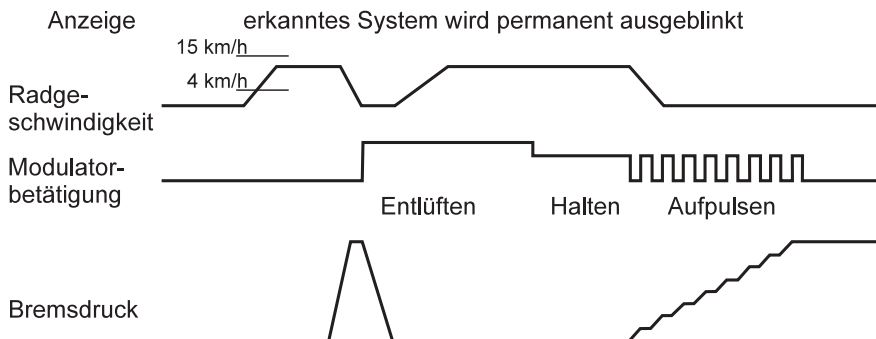 Anzeige erkanntes System wird permanent ausgeblinkt
15 km/h
4 km/h
Radge-
schwindigkeit
Modulator-
betätigung
Entlüften Halten Aufpulsen
Bremsdruck